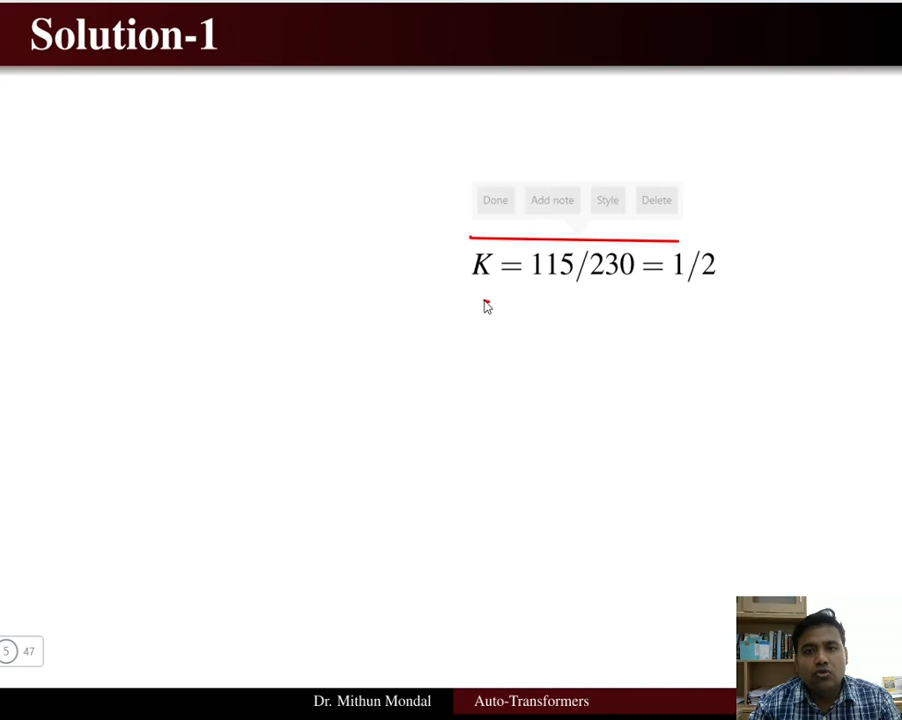 Solution-1
Done Add note Style Delete
K = 115/230 = 1/2
5 47
Dr. Mithun Mondal Auto-Transformers